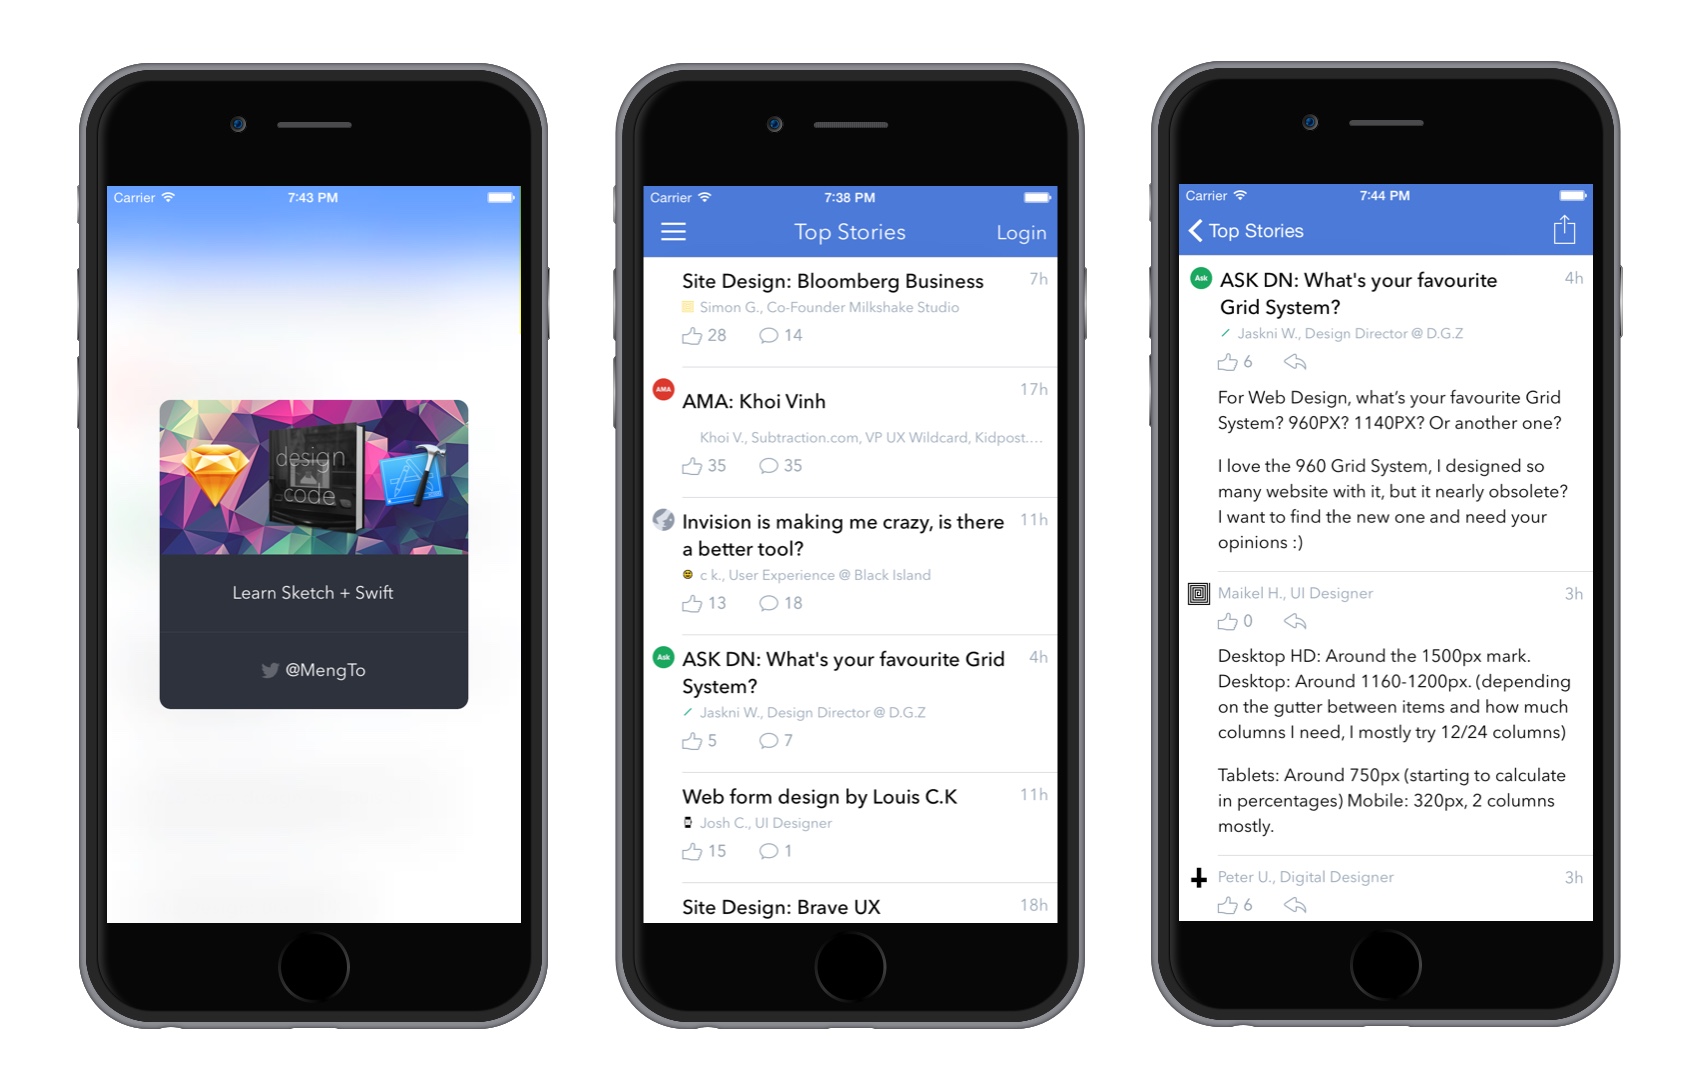 Carrier 7:43 PM
design
code
Learn Sketch + Swift
@MengTo
Carrier 7:38 PM
Top Stories Login
Site Design: Bloomberg Business 7h
Simon G., Co-Founder Milkshake Studio
28 14
AMA 17h
AMA: Khoi Vinh
Khoi V., Subtraction.com, VP UX Wildcard, Kidpost....
35 35
Invision is making me crazy, is there 11h
a better tool?
c k., User Experience @ Black Island
13 18
Ask ASK DN: What's your favourite Grid 4h
System?
Jaskni W., Design Director @ D.G.Z
5 7
Web form design by Louis C.K 11h
Josh C., UI Designer
15 1
Site Design: Brave UX 18h
Carrier 7:44 PM
Top Stories
Ask ASK DN: What's your favourite 4h
Grid System?
Jaskni W., Design Director @ D.G.Z
6
For Web Design, what's your favourite Grid
System? 960PX? 1140PX? Or another one?
I love the 960 Grid System, I designed so
many website with it, but it nearly obsolete?
I want to find the new one and need your
opinions :)
Maikel H., UI Designer 3h
0
Desktop HD: Around the 1500px mark.
Desktop: Around 1160-1200px. (depending
on the gutter between items and how much
columns I need, I mostly try 12/24 columns)
Tablets: Around 750px (starting to calculate
in percentages) Mobile: 320px, 2 columns
mostly.
Peter U., Digital Designer 3h
6